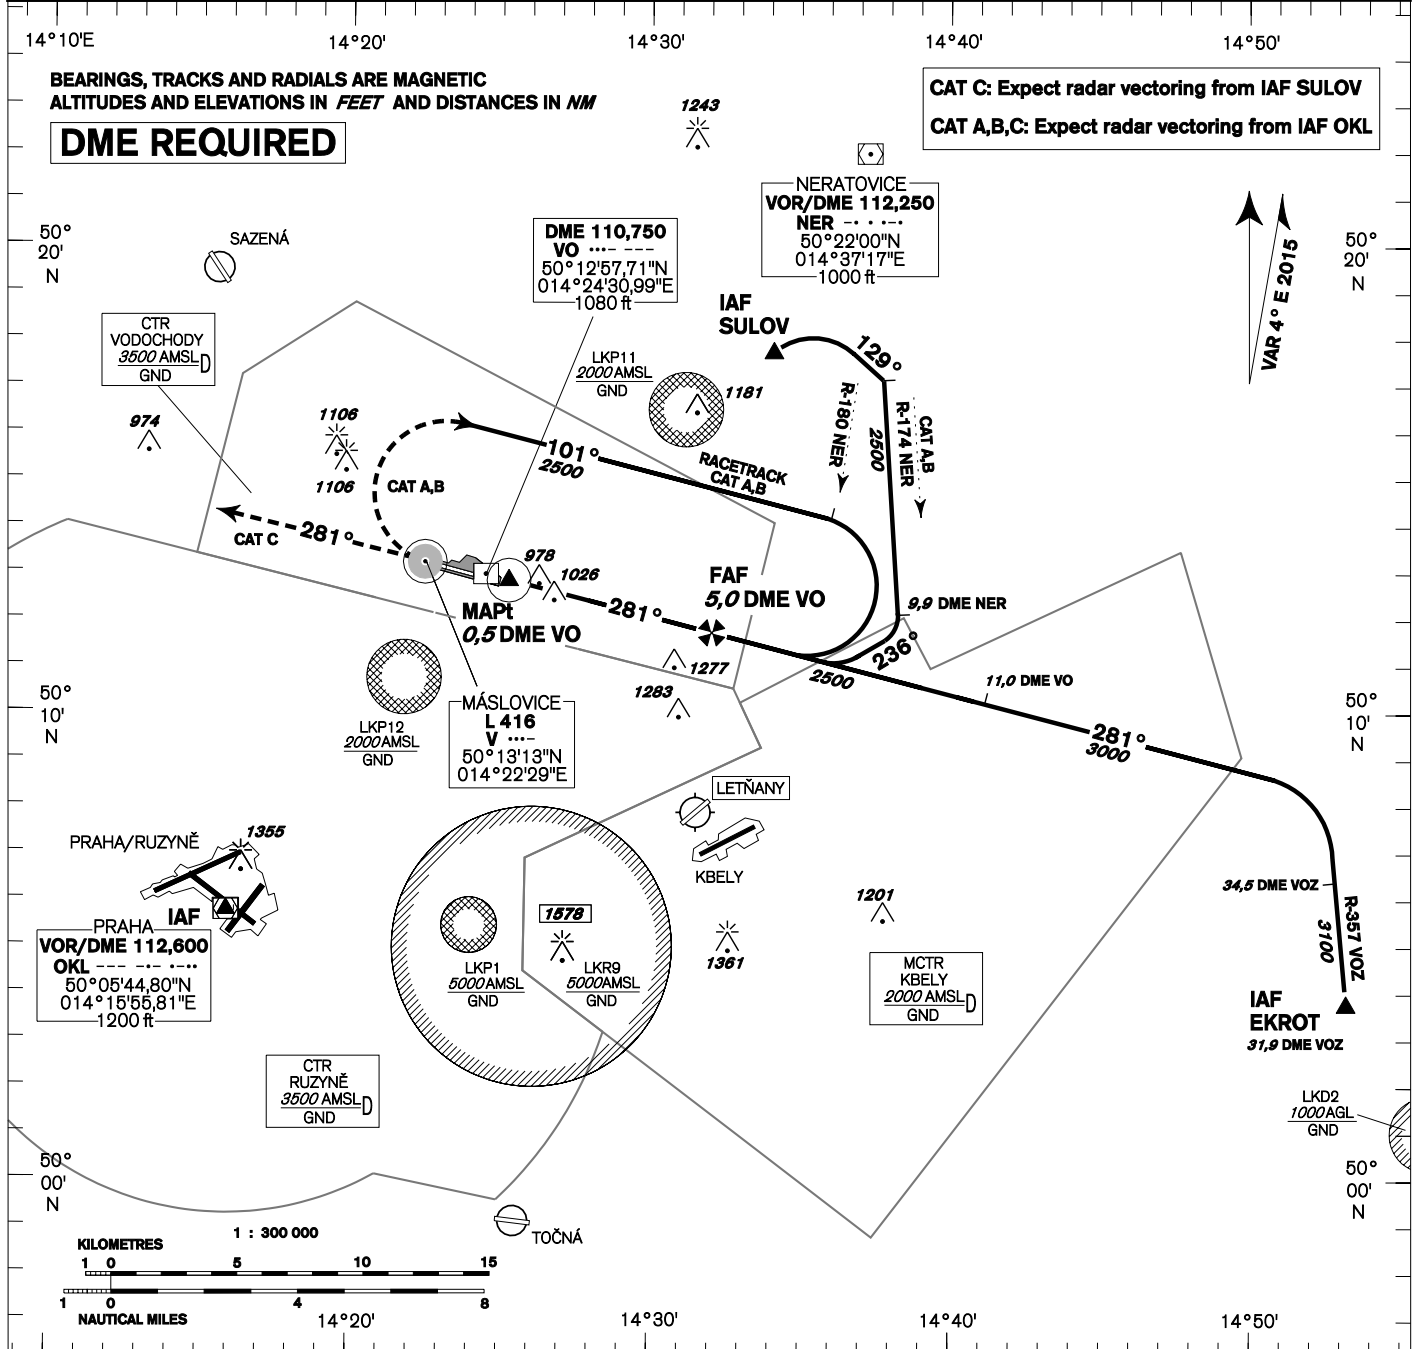 14°10'E
14°20'
14°30'
14°40'
14°50'
BEARINGS, TRACKS AND RADIALS ARE MAGNETIC
ALTITUDES AND ELEVATIONS IN FEET AND DISTANCES IN NM
DME REQUIRED
CAT C: Expect radar vectoring from IAF SULOV
CAT A,B,C: Expect radar vectoring from IAF OKL
1243
NERATOVICE
VOR/DME 112,250
NER -· · ·-·
50°22'00"N
014°37'17"E
1000 ft
VAR 4° E 2015
50°
20'
N
50°
20'
N
SAZENÁ
DME 110,750
VO ···- ---
50°12'57,71"N
014°24'30,99"E
1080 ft
IAF
SULOV
CTR
VODOCHODY
3500 AMSL D
GND
LKP11
2000 AMSL
GND
1181
129°
R-180 NER
2500
R-174 NER
CAT A,B
974
1106
1106
CAT A,B
101°
2500
RACETRACK
CAT A,B
281°
CAT C
978
1026
MAPt
0,5 DME VO
281°
FAF
5,0 DME VO
9,9 DME NER
236°
2500
1277
1283
11,0 DME VO
281°
3000
50°
10'
N
50°
10'
N
LKP12
2000 AMSL
GND
MÁSLOVICE
L 416
V ···-
50°13'13"N
014°22'29"E
LETŇANY
KBELY
PRAHA/RUZYNĚ
1355
IAF
PRAHA
VOR/DME 112,600
OKL --- -·- ·-··
50°05'44,80"N
014°15'55,81"E
1200 ft
LKP1
5000 AMSL
GND
1578
LKR9
5000 AMSL
GND
1361
1201
MCTR
KBELY
2000 AMSL D
GND
34,5 DME VOZ
R-357 VOZ
3100
IAF
EKROT
31,9 DME VOZ
CTR
RUZYNĚ
3500 AMSL D
GND
LKD2
1000 AGL
GND
50°
00'
N
50°
00'
N
TOČNÁ
1 : 300 000
KILOMETRES
1 0 5 10 15
1 0 4 8
NAUTICAL MILES
14°20'
14°30'
14°40'
14°50'